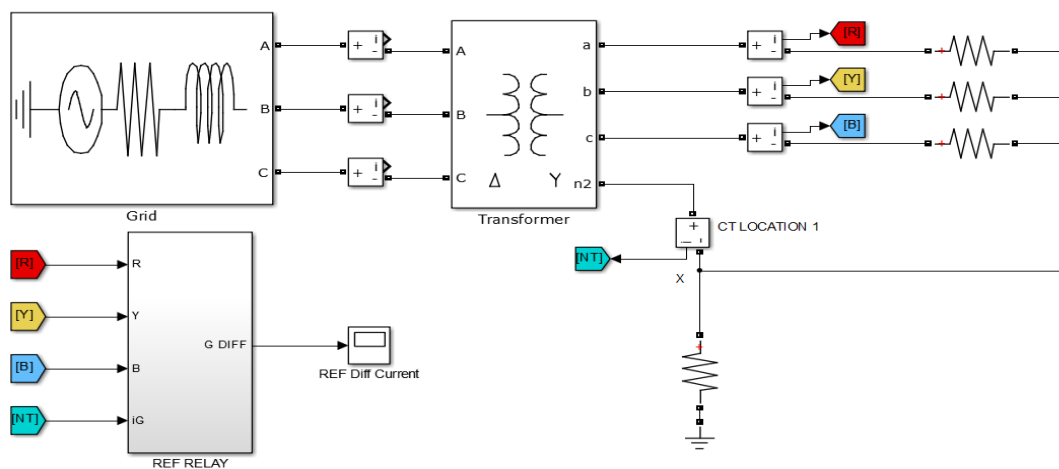 A
B
C
Grid
+ i -
+ i -
+ i -
A
B
C
Δ Y
a
b
c
n2
Transformer
+ i -
+ i -
+ i -
[R]
[Y]
[B]
+
+
+
+ i -
CT LOCATION 1
[NT]
X
+
[R]
[Y]
[B]
[NT]
R
Y
B
iG
G DIFF
REF RELAY
REF Diff Current